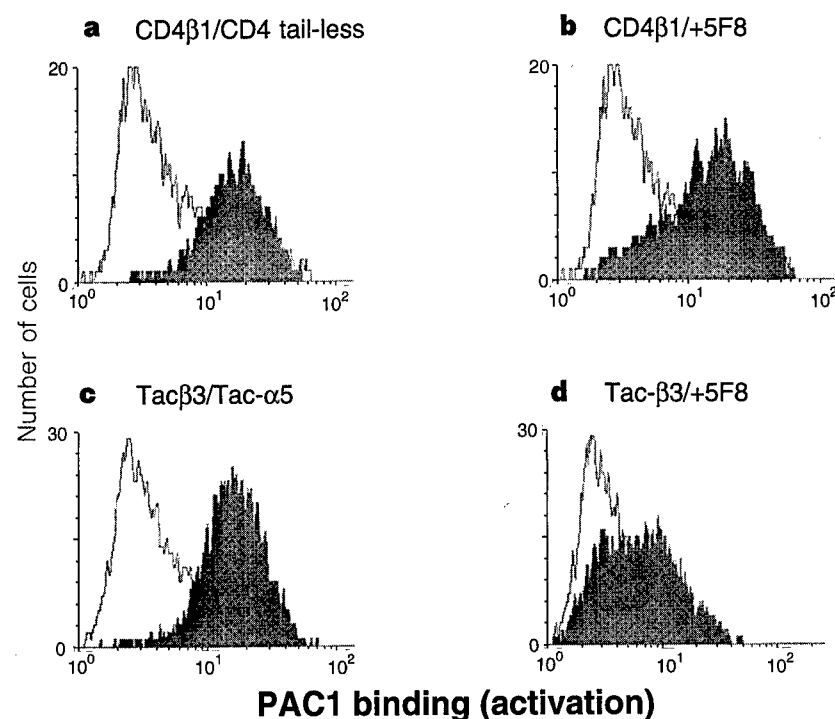 a CD4β1/CD4 tail-less
b CD4β1/+5F8
20
0
10⁰ 10¹ 10²
20
0
10⁰ 10¹ 10²
Number of cells
c Tacβ3/Tac-α5
d Tac-β3/+5F8
30
0
10⁰ 10¹ 10²
30
0
10⁰ 10¹ 10²
PAC1 binding (activation)